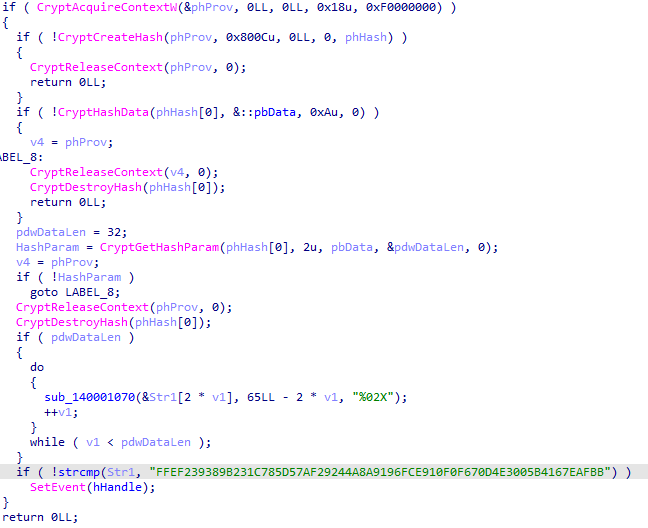 if ( CryptAcquireContextW(&phProv, 0LL, 0LL, 0x18u, 0xF0000000) )
{
if ( !CryptCreateHash(phProv, 0x800Cu, 0LL, 0, phHash) )
{
CryptReleaseContext(phProv, 0);
return 0LL;
}
if ( !CryptHashData(phHash[0], &::pbData, 0xAu, 0) )
{
v4 = phProv;
ABEL_8:
CryptReleaseContext(v4, 0);
CryptDestroyHash(phHash[0]);
return 0LL;
}
pdwDataLen = 32;
HashParam = CryptGetHashParam(phHash[0], 2u, pbData, &pdwDataLen, 0);
v4 = phProv;
if ( !HashParam )
goto LABEL_8;
CryptReleaseContext(phProv, 0);
CryptDestroyHash(phHash[0]);
if ( pdwDataLen )
{
do
{
sub_140001070(&Str1[2 * v1], 65LL - 2 * v1, "%02X");
++v1;
}
while ( v1 < pdwDataLen );
}
if ( !strcmp(Str1, "FFEF239389B231C785D57AF29244A8A9196FCE910F0F670D4E3005B4167EAFBB") )
SetEvent(hHandle);
}
return 0LL;